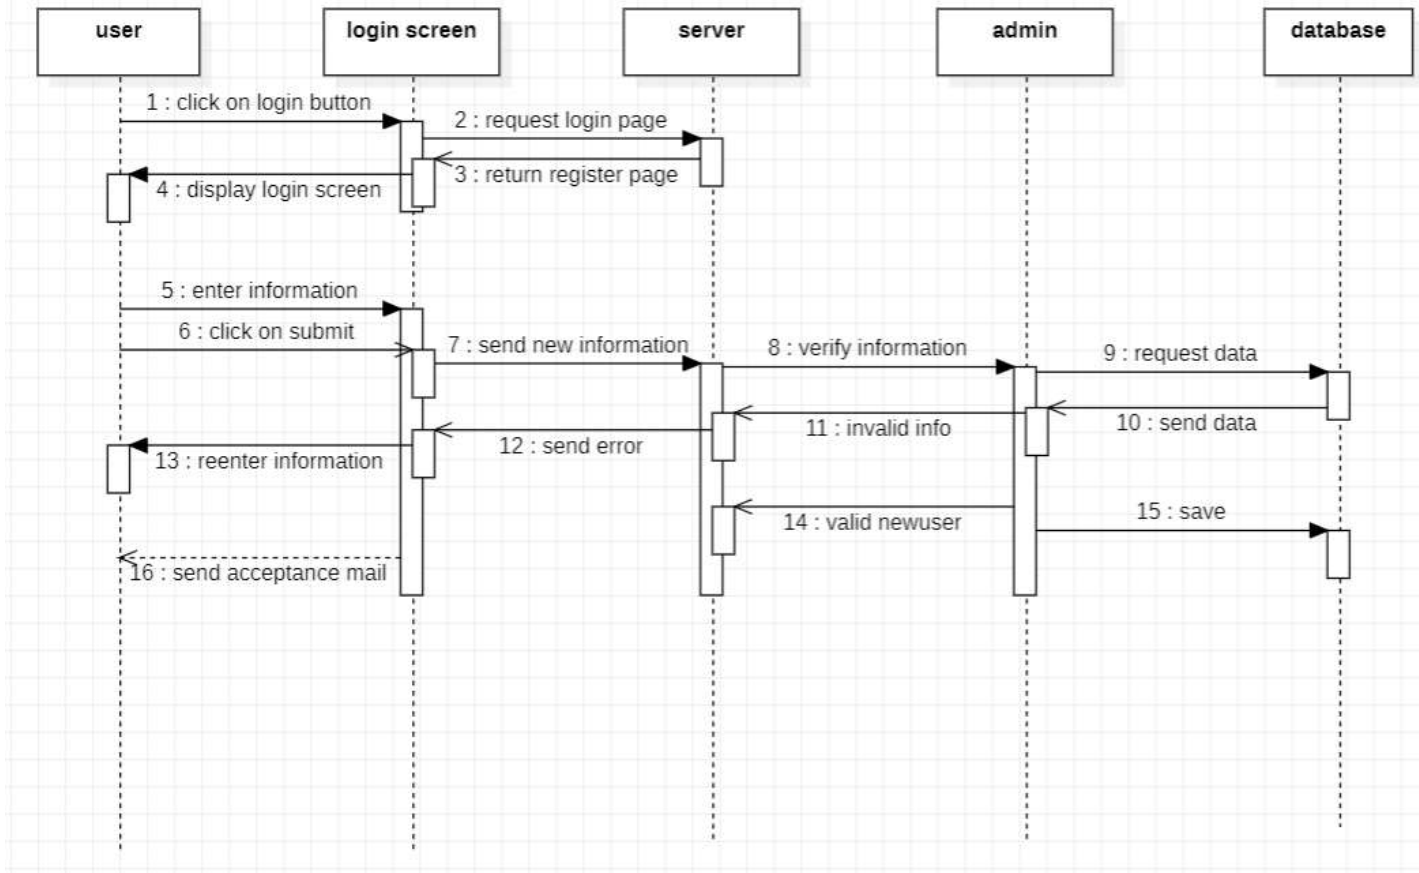 user
login screen
server
admin
database
1 : click on login button
2 : request login page
3 : return register page
4 : display login screen
5 : enter information
6 : click on submit
7 : send new information
8 : verify information
9 : request data
10 : send data
11 : invalid info
12 : send error
13 : reenter information
14 : valid newuser
15 : save
16 : send acceptance mail